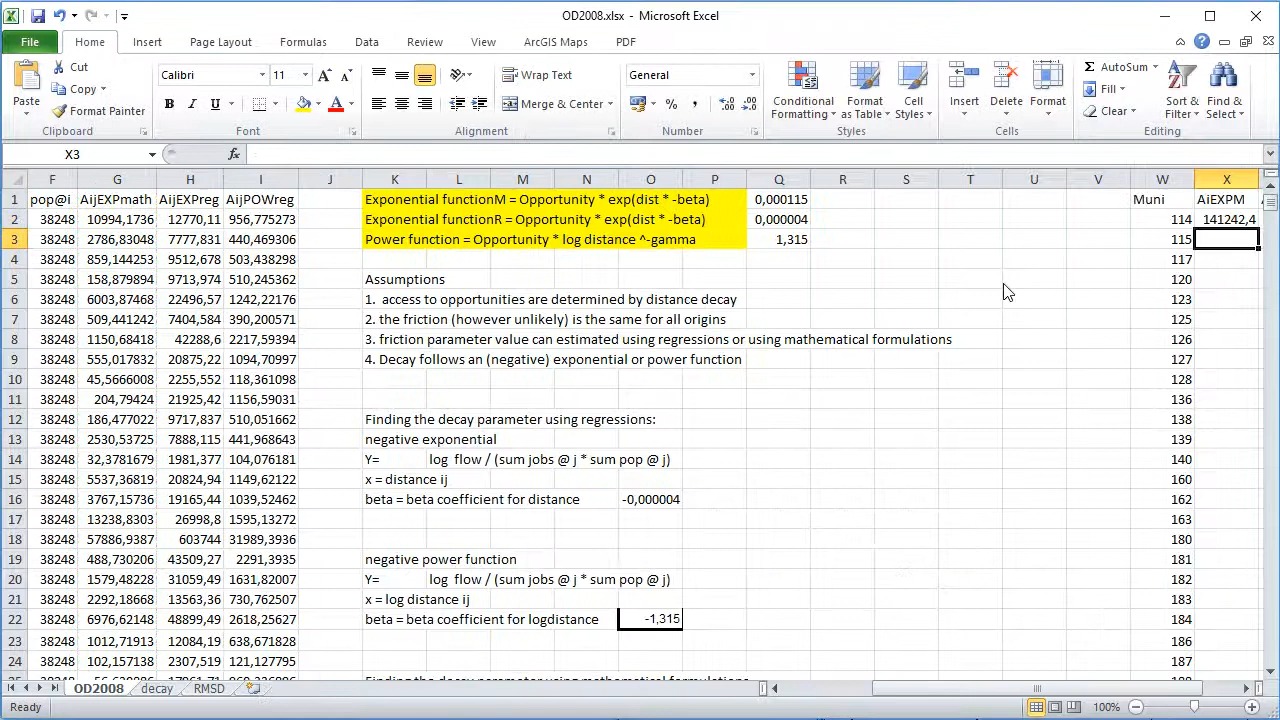 OD2008.xlsx - Microsoft Excel
File Home Insert Page Layout Formulas Data Review View ArcGIS Maps PDF
Paste Cut Copy Format Painter Clipboard
Calibri 11 B I U Font
Wrap Text Merge & Center Alignment
General % , Number
Conditional Formatting Format as Table Cell Styles Styles
Insert Delete Format Cells
AutoSum Fill Clear Sort & Filter Find & Select Editing
X3 fx
F G H I J K L M N O P Q R S T U V W X
1 pop@i AijEXPmath AijEXPreg AijPOWreg Exponential functionM = Opportunity * exp(dist * -beta) 0,000115 Muni AiEXPM
2 38248 10994,1736 12770,11 956,775273 Exponential functionR = Opportunity * exp(dist * -beta) 0,000004 114 141242,4
3 38248 2786,83048 7777,831 440,469306 Power function = Opportunity * log distance ^-gamma 1,315 115
4 38248 859,144253 9512,678 503,438298 117
5 38248 158,879894 9713,974 510,245362 Assumptions 120
6 38248 6003,87468 22496,57 1242,22176 1. access to opportunities are determined by distance decay 123
7 38248 509,441242 7404,584 390,200571 2. the friction (however unlikely) is the same for all origins 125
8 38248 1150,68418 42288,6 2217,59394 3. friction parameter value can estimated using regressions or using mathematical formulations 126
9 38248 555,017832 20875,22 1094,70997 4. Decay follows an (negative) exponential or power function 127
10 38248 45,5666008 2255,552 118,361098 128
11 38248 204,79424 21925,42 1156,59031 137
12 38248 186,477022 9717,837 510,051662 Finding the decay parameter using regressions: 138
13 38248 2530,53725 7888,115 441,968643 negative exponential 139
14 38248 32,3781679 1981,377 104,076181 Y= log flow / (sum jobs @ j * sum pop @ j) 140
15 38248 5537,36819 20824,94 1149,62122 x = distance ij 160
16 38248 3767,15736 19165,44 1039,52462 beta = beta coefficient for distance -0,000004 162
17 38248 13238,8303 26998,8 1595,13272 163
18 38248 57886,9387 603744 31989,3936 180
19 38248 488,730206 43509,27 2291,3935 negative power function 181
20 38248 1579,48228 31059,49 1631,82007 Y= log flow / (sum jobs @ j * sum pop @ j) 182
21 38248 2292,18668 13563,36 730,762507 x = log distance ij 183
22 38248 6976,62148 48899,49 2618,25627 beta = beta coefficient for logdistance -1,315 184
23 38248 1012,71913 12084,19 638,671828 186
24 38248 102,157138 2307,519 121,127795 187
OD2008 decay RMSD
Ready 100%